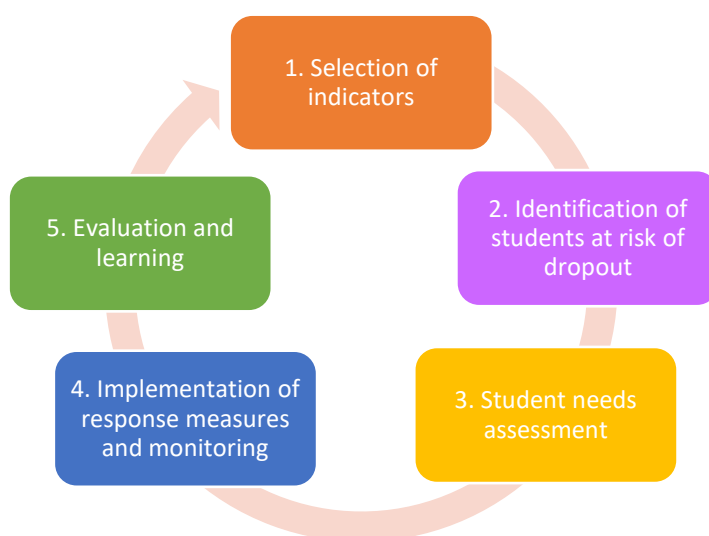 1. Selection of
indicators
2. Identification of
students at risk of
dropout
3. Student needs
assessment
4. Implementation of
response measures
and monitoring
5. Evaluation and
learning